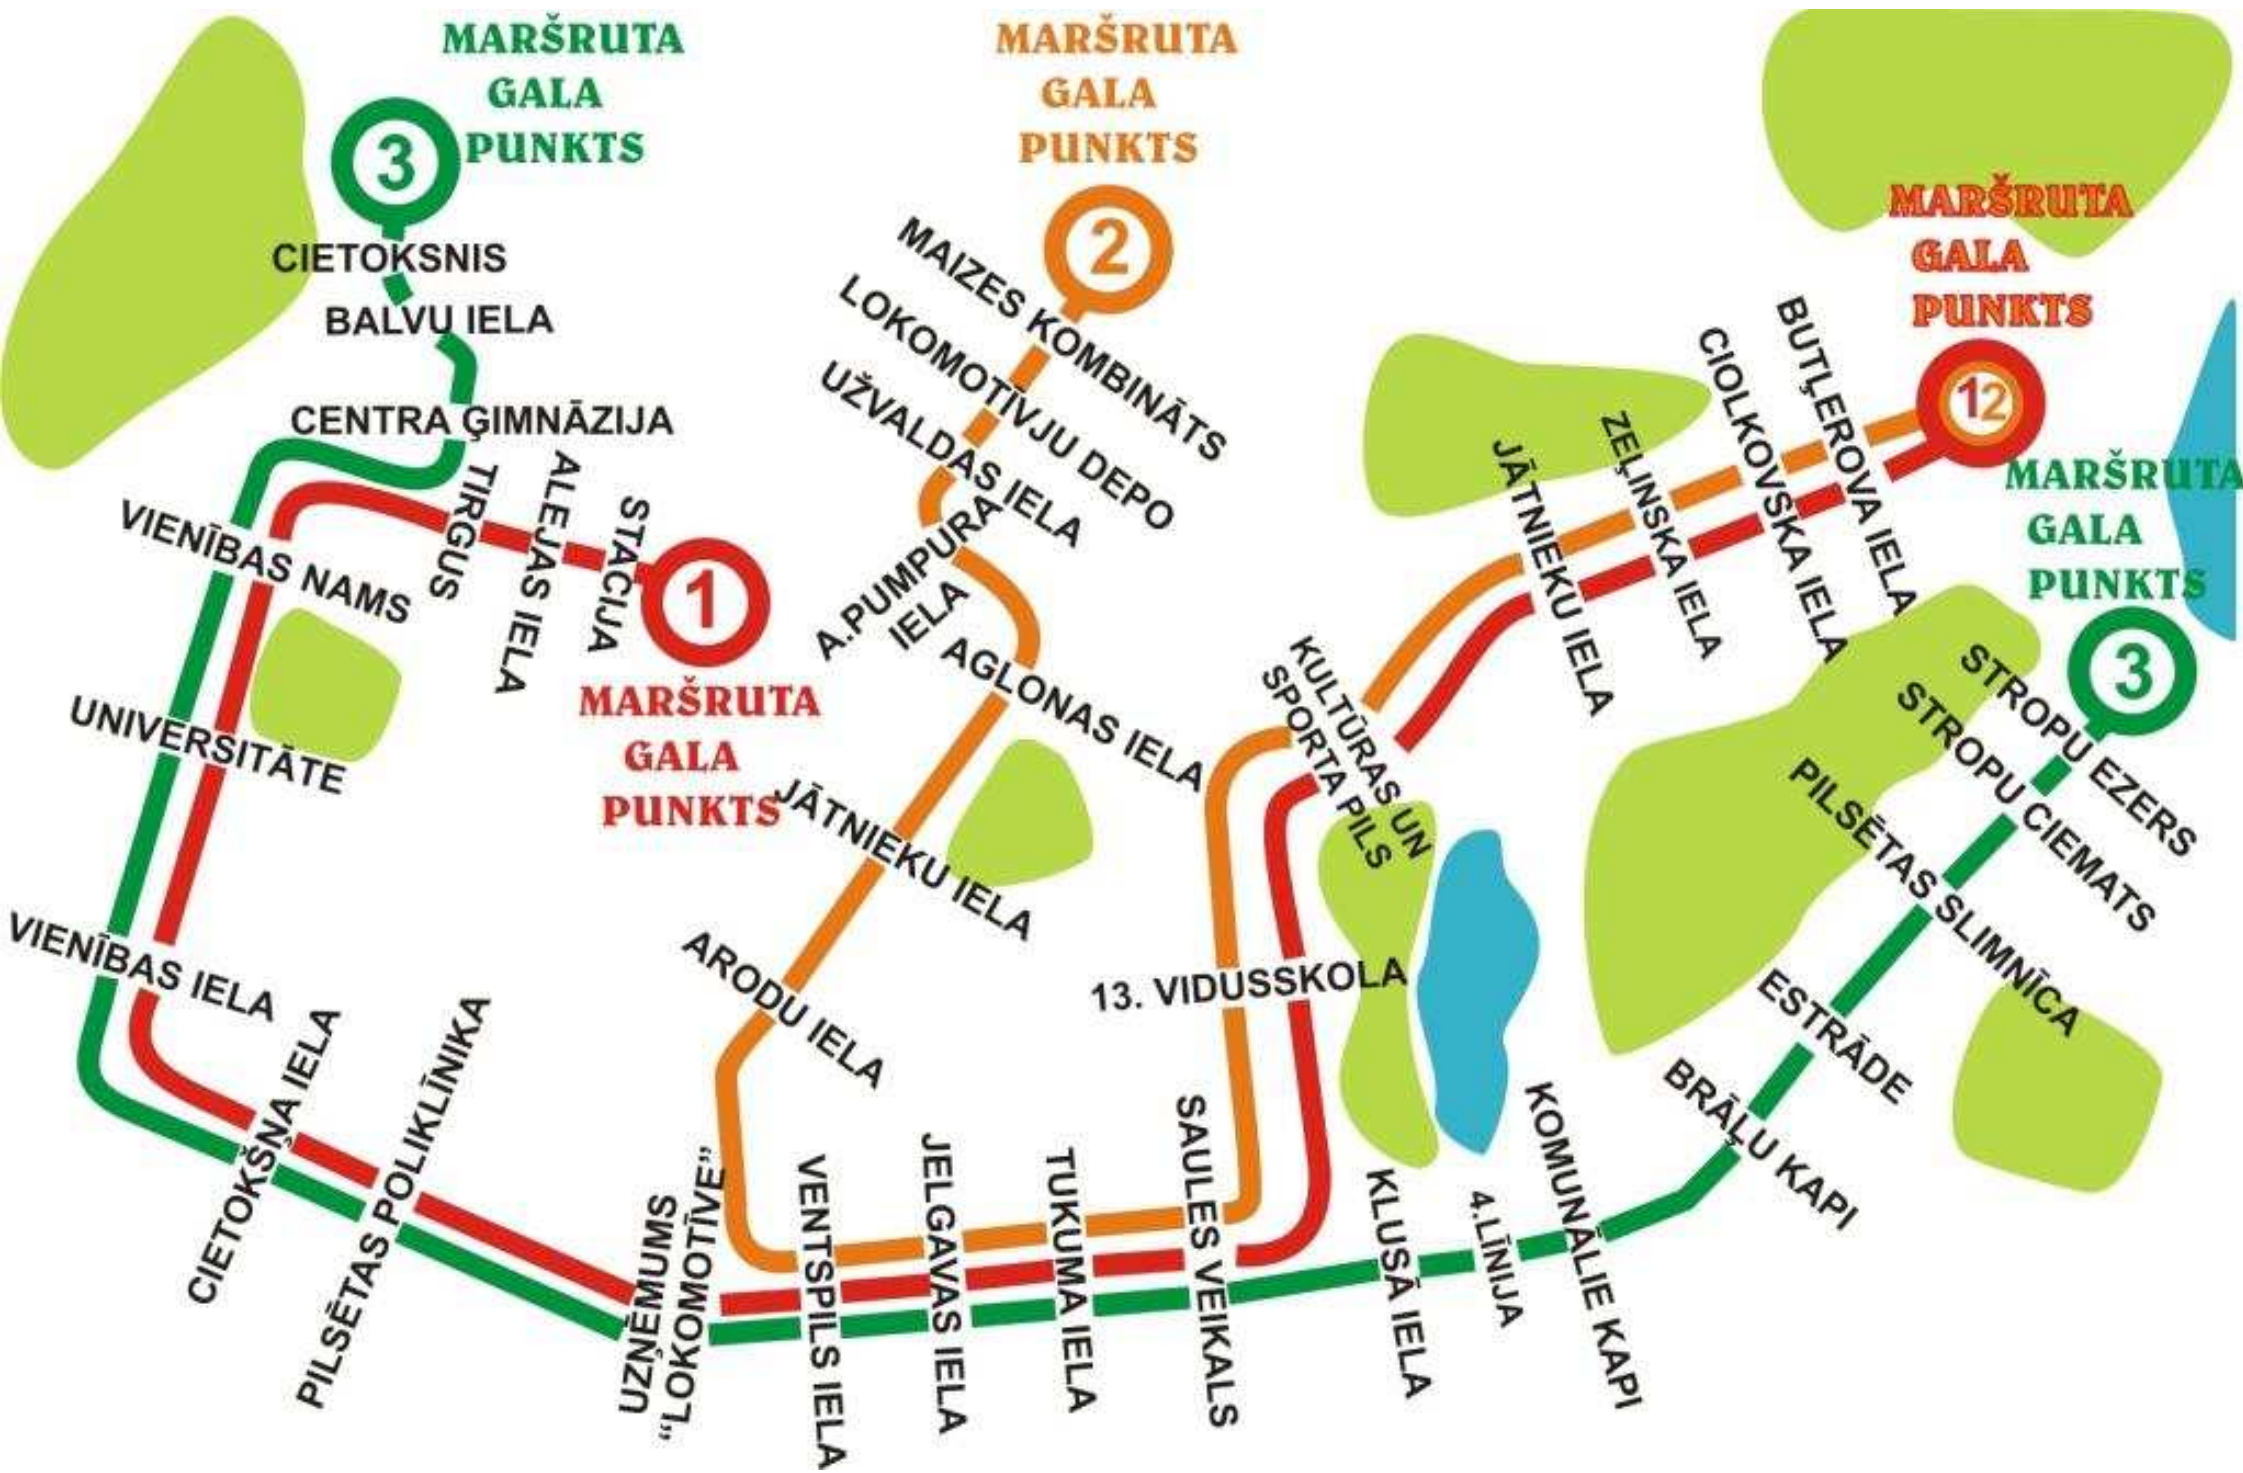 MARŠRUTA
GALA
PUNKTS
3
CIETOKSNIS
BALVU IELA
CENTRA ĢIMNĀZIJA
MARŠRUTA
GALA
PUNKTS
2
MAIZES KOMBINĀTS
LOKOMOTĪVJU DEPO
UŽVALDAS IELA
A.PUMPURA
IELA
AGLONAS IELA
JĀTNIEKU IELA
ARODU IELA
MARŠRUTA
GALA
PUNKTS
12
BUTĻEROVA IELA
CIOLKOVSKA IELA
ZEĻINSKA IELA
JĀTNIEKU IELA
KULTŪRAS UN
SPORTA PILS
13. VIDUSSKOLA
MARŠRUTA
GALA
PUNKTS
3
STROPU EZERS
STROPU CIEMATS
PILSĒTAS SLIMNĪCA
ESTRĀDE
BRĀĻU KAPI
KOMUNĀLIE KAPI
4.LĪNIJA
KLUSĀ IELA
SAULES VEIKALS
TUKUMA IELA
JELGAVAS IELA
VENTSPILS IELA
UZŅĒMUMS
“LOKOMOTĪVE”
PILSĒTAS POLIKLĪNIKA
CIETOKŠŅA IELA
VIENĪBAS IELA
UNIVERSITĀTE
VIENĪBAS NAMS
TIRGUS
ALEJAS IELA
STACIJA
1
MARŠRUTA
GALA
PUNKTS